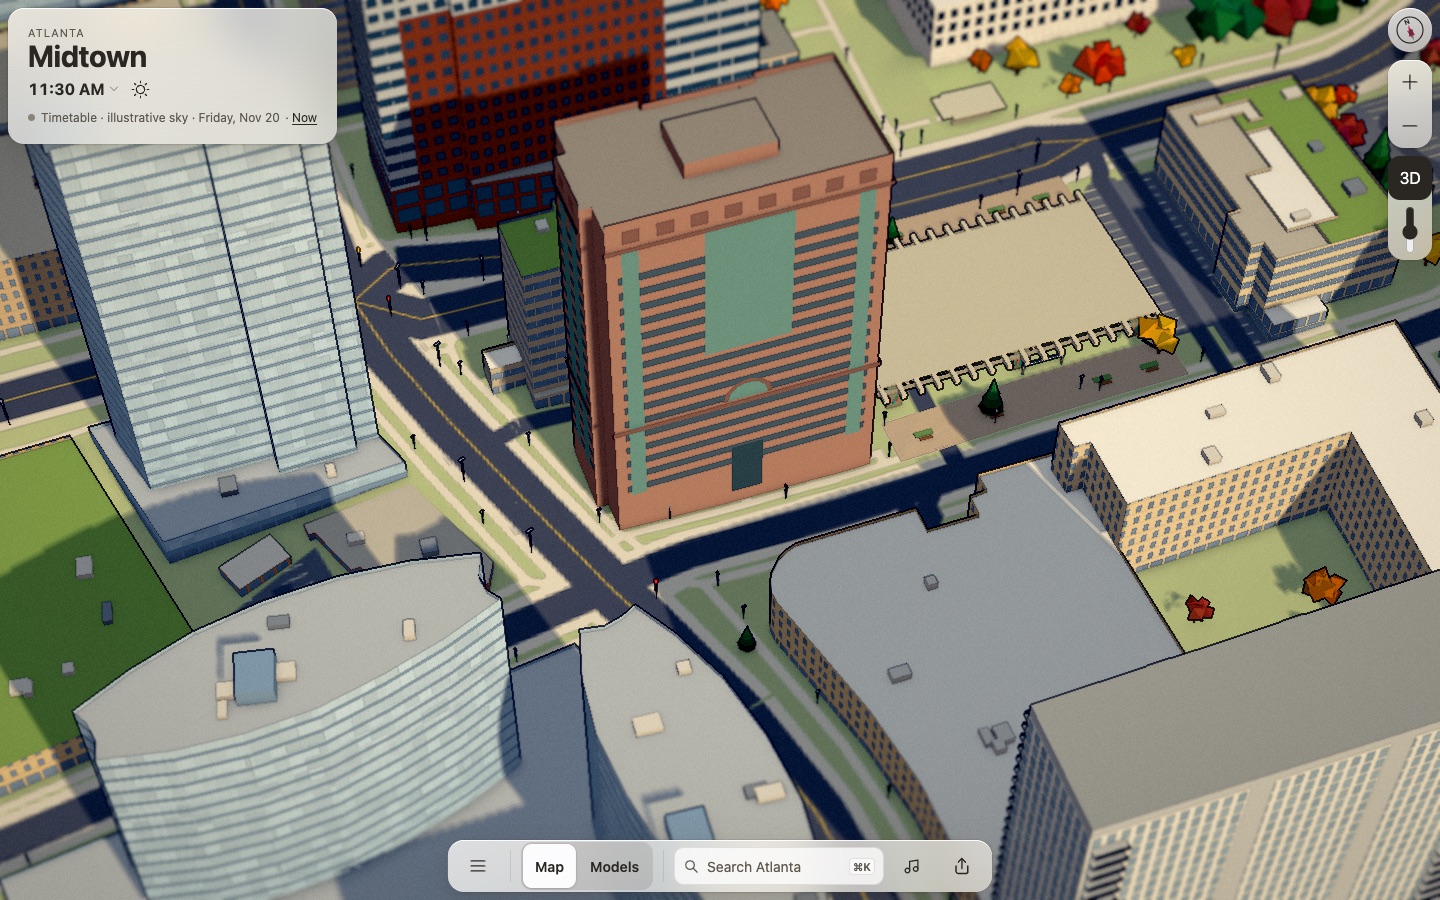 ATLANTA
Midtown
11:30 AM
Timetable · illustrative sky · Friday, Nov 20 · Now
N
3D
Map
Models
Search Atlanta
⌘K